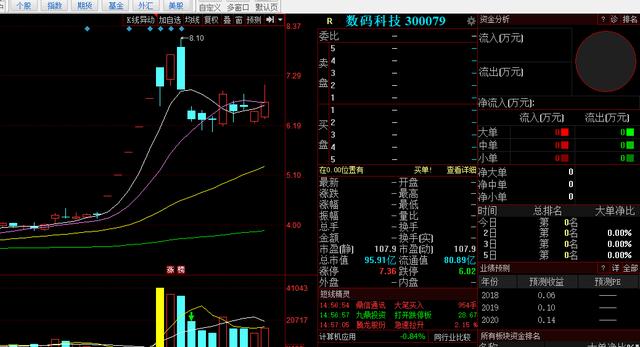 个股 指数 期货 基金 外汇 美股
自定义 多窗口 默认页
K线异动 加自选 均线 复权 叠 窗 预测
8.37
8.10
7.29
6.19
5.10
4.00
涨 榜
41043
20717
R 数码科技 300079
委比 — —
卖盘
5 —
4 —
3 —
2 —
1 —
买盘
1 —
2 —
3 —
4 —
5 —
在0.00位置有 买单! 查看详细
最新 — 开盘 —
涨跌 — 最高 —
涨幅 — 最低 —
振幅 — 量比 —
总手 — 换手 —
金额 — 换手(实) —
市盈(静) 107.9 市盈(动) 107.9
总市值 95.91亿 流通值 80.89亿
涨停 7.36 跌停 6.02
外盘 — 内盘 —
短线精灵
14:56:54 鼎信通讯 大笔买入 954手
14:56:57 九鼎投资 打开跌停板 28.67
14:57:05 腾龙股份 急速拉升 2.15 %
计算机应用 -0.84% 同行业比较
资金分析 ? 诊 排名
流入(万元)
流出(万元)
净流入(万元):
流入(万元) 流出(万元)
大单 0 0
中单 0 0
小单 0 0
净大单 0
净中单 0
净小单 0
时间 总排名 大单净比
今日 第 0名
2日 第 0名 0.00%
3日 第 0名 0.00%
5日 第 0名 0.00%
业绩预测 ? 详 全部
年份 预测收益 预测PE
2018 0.06 —
2019 0.10 —
2020 0.14 —
所有板块资金排名